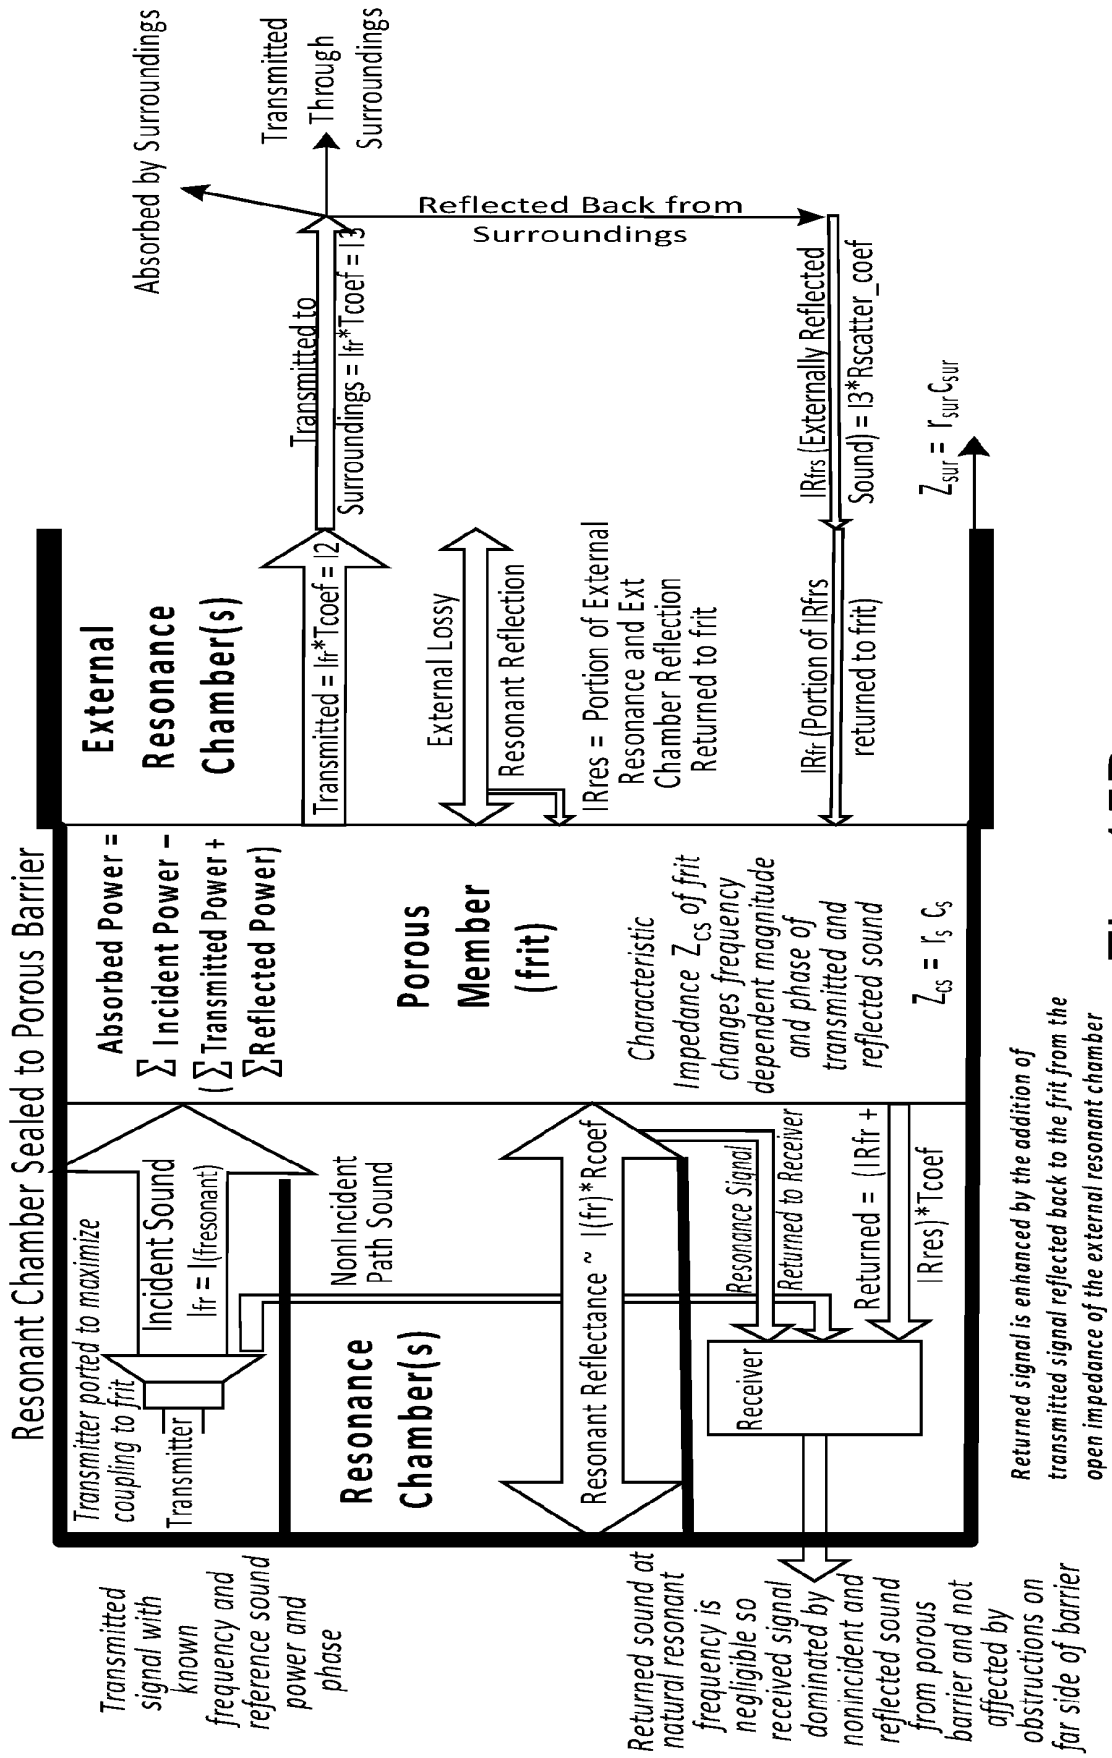 Resonant Chamber Sealed to Porous Barrier
Transmitted
signal with
known
frequency and
reference sound
power and
phase
Transmitter ported to maximize
coupling to frit
Transmitter
Incident Sound
Ifr = I(fresonant)
NonIncident
Path Sound
Resonance
Chamber(s)
Resonant Reflectance ~ I(fr)*Rcoef
Resonance Signal
Returned to Receiver
Receiver
Returned = (IRfr +
IRres)*Tcoef
Returned sound at
natural resonant
frequency is
negligible so
received signal
dominated by
nonincident and
reflected sound
from porous
barrier and not
affected by
obstructions on
far side of barrier
Absorbed Power =
∑ Incident Power –
(∑ Transmitted Power +
∑ Reflected Power)
Porous
Member
(frit)
Characteristic
Impedance Zcs of frit
changes frequency
dependent magnitude
and phase of
transmitted and
reflected sound
Zcs = rs cs
External
Resonance
Chamber(s)
Transmitted = Ifr*Tcoef = I2
External Lossy
Resonant Reflection
IRres = Portion of External
Resonance and Ext
Chamber Reflection
Returned to frit
IRfr (Portion of IRfrs
returned to frit)
Transmitted to
Surroundings = Ifr*Tcoef = I3
Absorbed by Surroundings
Transmitted
Through
Surroundings
Reflected Back from
Surroundings
IRfrs (Externally Reflected
Sound) = I3*Rscatter_coef
Zsur = rsur csur
Returned signal is enhanced by the addition of
transmitted signal reflected back to the frit from the
open impedance of the external resonant chamber